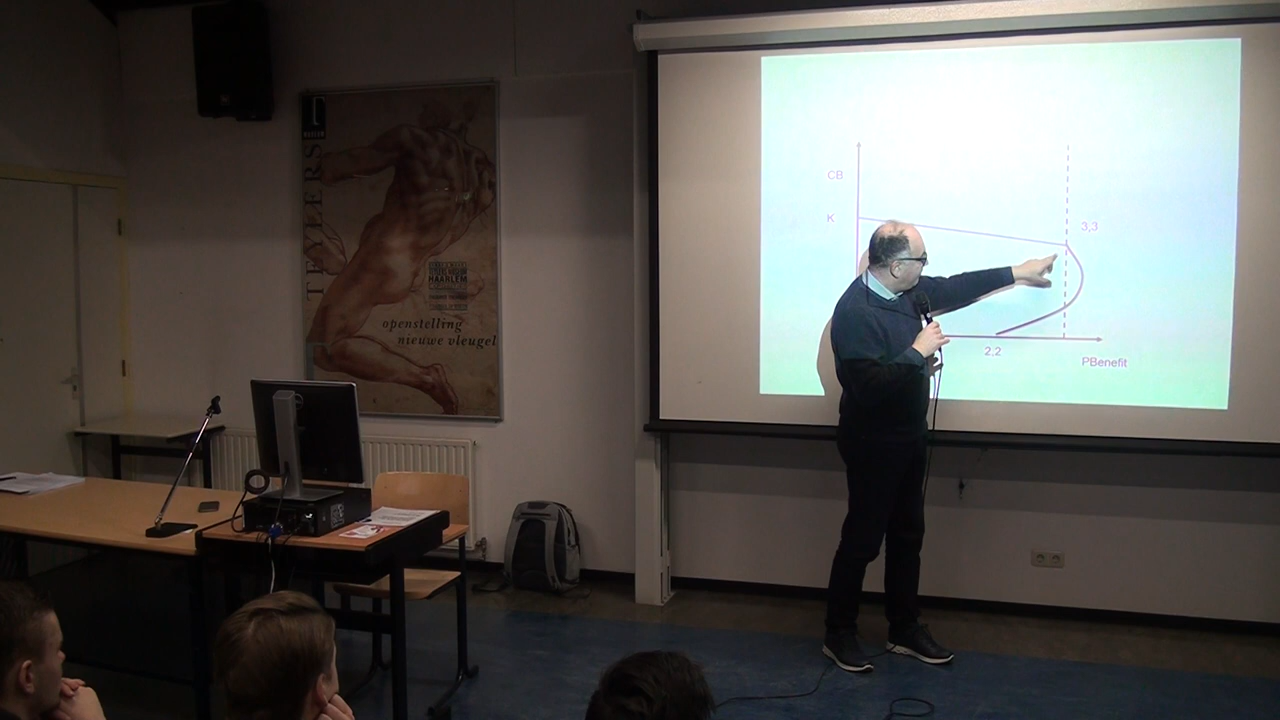 TEYLERS
HAARLEM
openstelling
nieuwe vleugel
CB
K
3,3
2,2
PBenefit